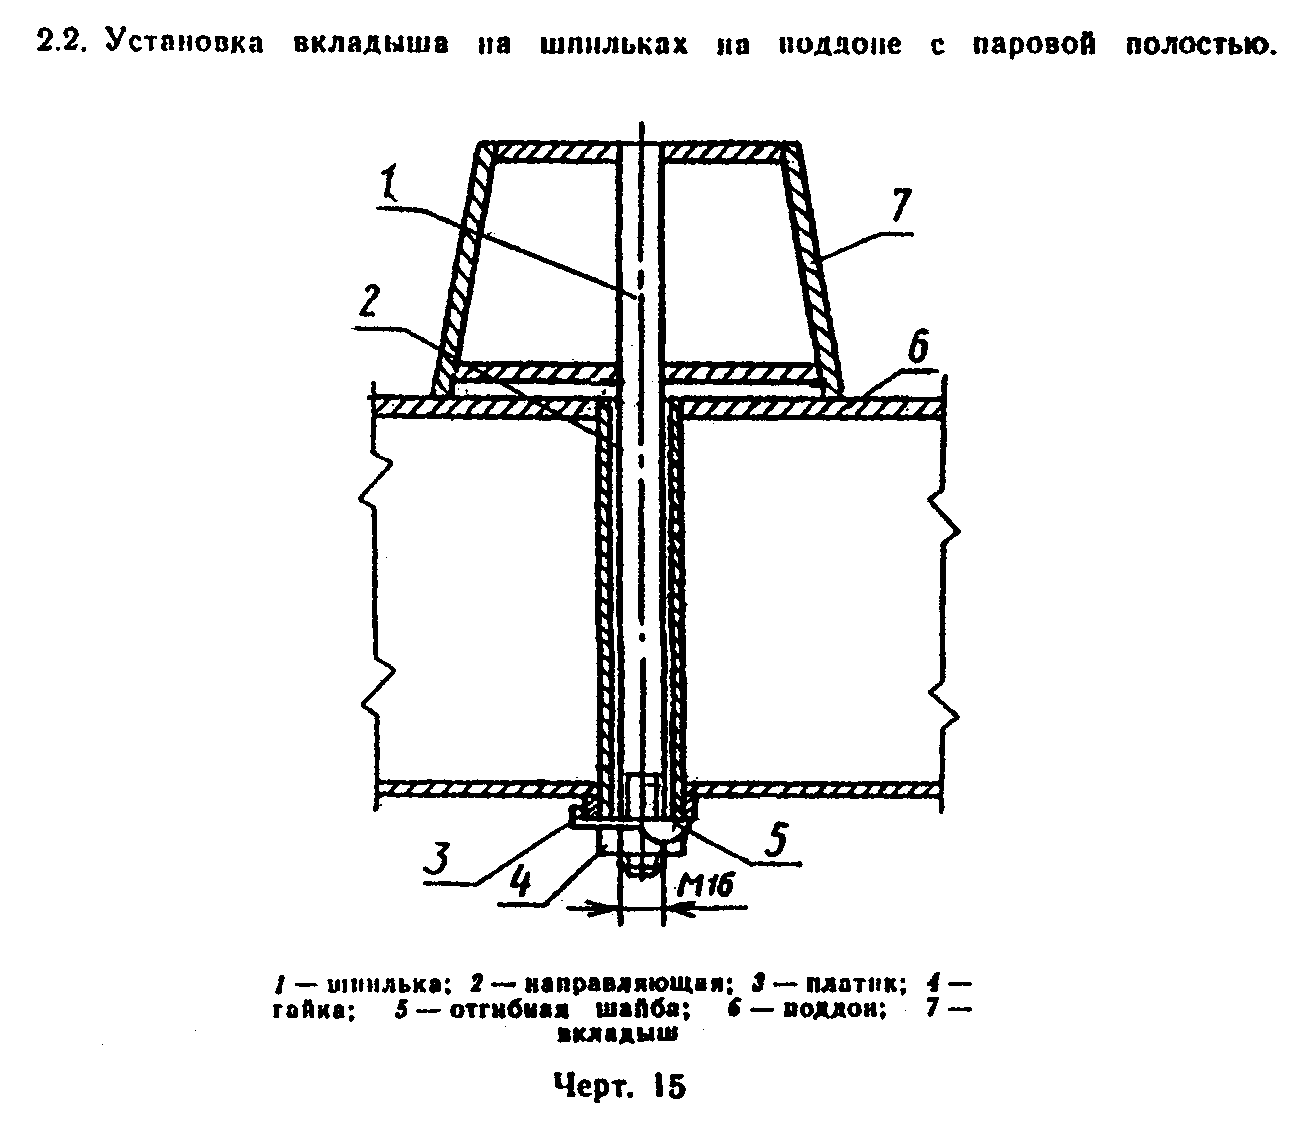 2.2. Установка вкладыша на шпильках на поддоне с паровой полостью.
1
7
2
6
3
4
5
М16
1 — шпилька; 2 — направляющая; 3 — платик; 4 —
гайка; 5 — отгибная шайба; 6 — поддон; 7 —
вкладыш
Черт. 15